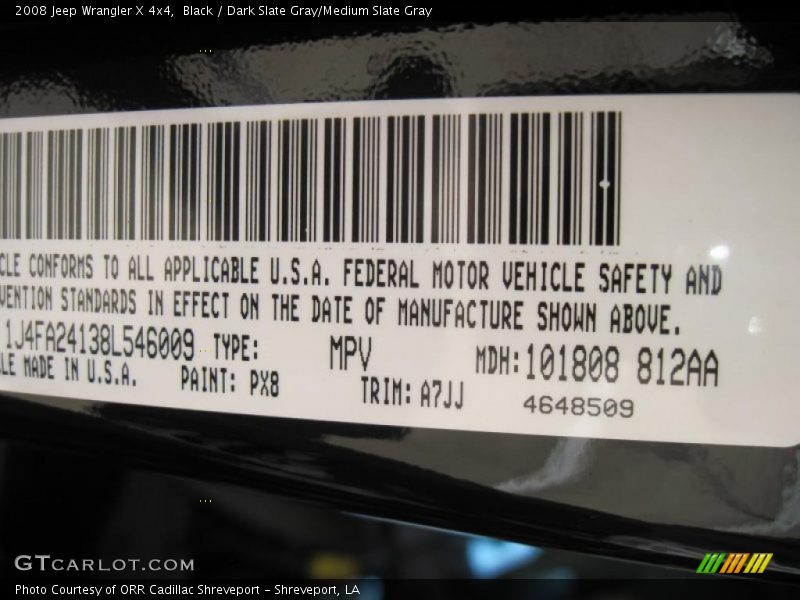 2008 Jeep Wrangler X 4x4,  Black / Dark Slate Gray/Medium Slate Gray
CLE CONFORMS TO ALL APPLICABLE U.S.A. FEDERAL MOTOR VEHICLE SAFETY AND
VENTION STANDARDS IN EFFECT ON THE DATE OF MANUFACTURE SHOWN ABOVE.
1J4FA24138L546009 TYPE: MPV MDH: 101808 812AA
LE MADE IN U.S.A. PAINT: PX8 TRIM: A7JJ 4648509
GTCARLOT.COM
Photo Courtesy of ORR Cadillac Shreveport - Shreveport, LA